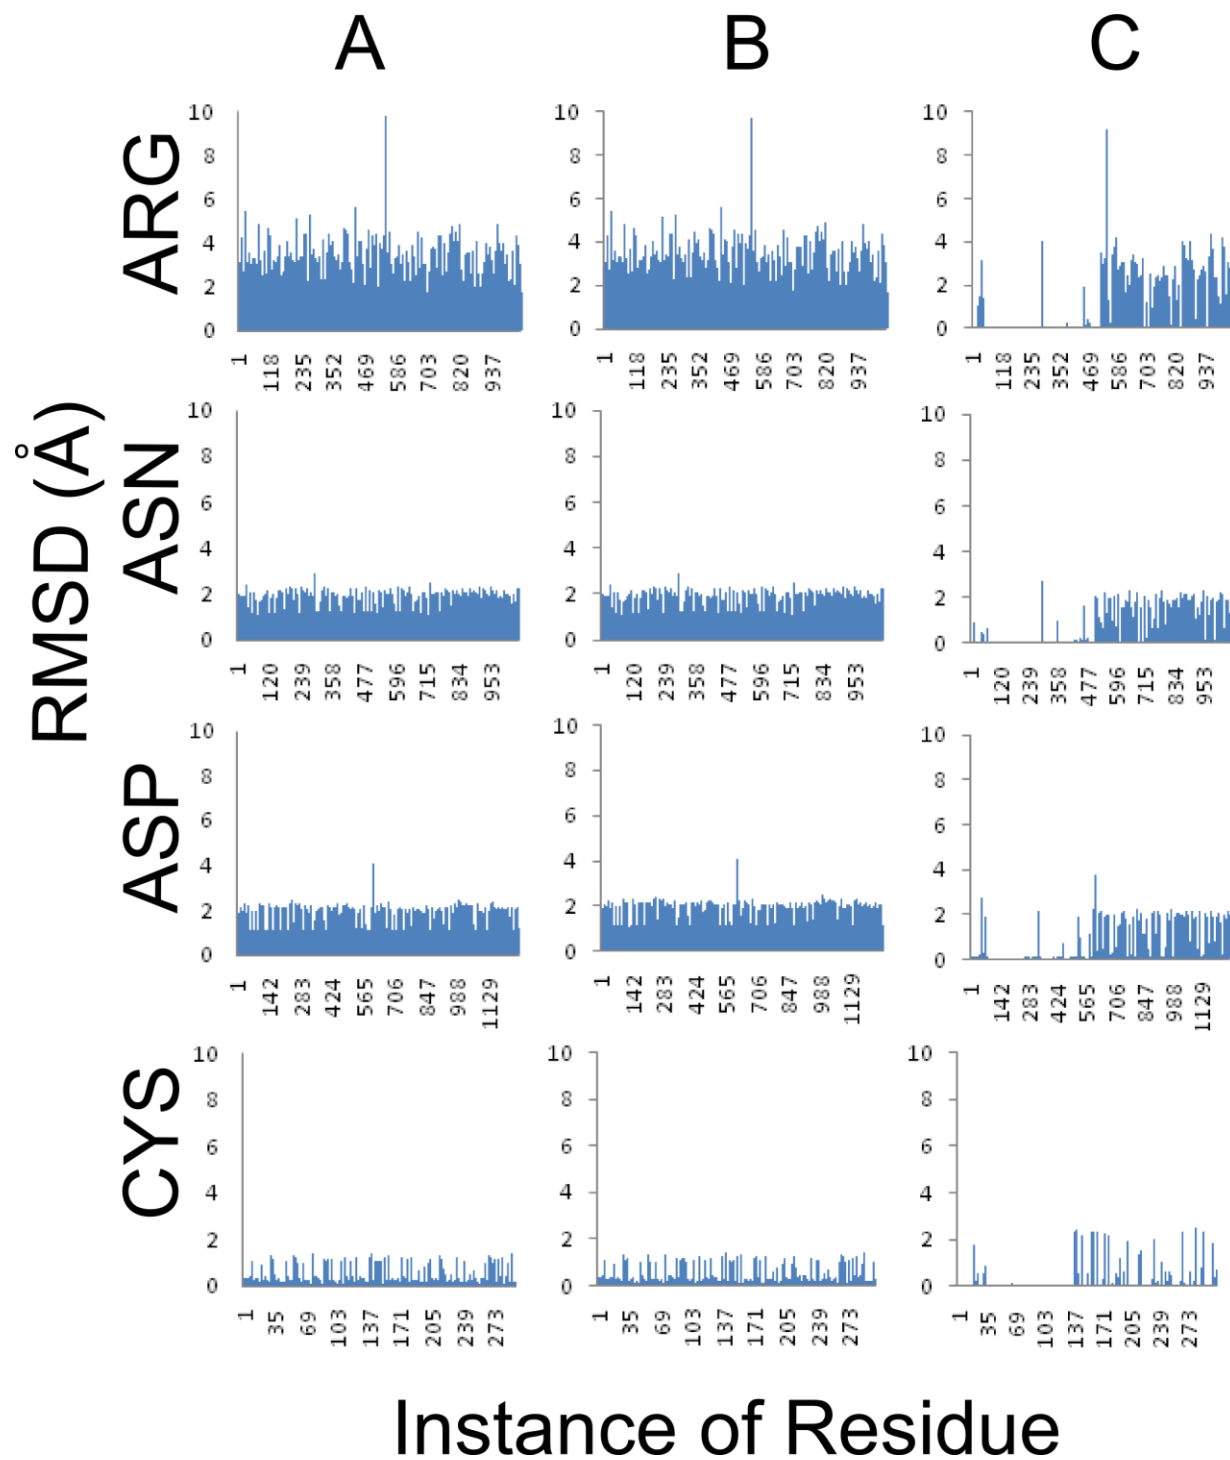 A B C
ARG
10 8 6 4 2 0
1 118 235 352 469 586 703 820 937
10 8 6 4 2 0
1 118 235 352 469 586 703 820 937
10 8 6 4 2 0
1 118 235 352 469 586 703 820 937
RMSD (Å)
ASN
10 8 6 4 2 0
1 120 239 358 477 596 715 834 953
10 8 6 4 2 0
1 120 239 358 477 596 715 834 953
10 8 6 4 2 0
1 120 239 358 477 596 715 834 953
ASP
10 8 6 4 2 0
1 142 283 424 565 706 847 988 1129
10 8 6 4 2 0
1 142 283 424 565 706 847 988 1129
10 8 6 4 2 0
1 142 283 424 565 706 847 988 1129
CYS
10 8 6 4 2 0
1 35 69 103 137 171 205 239 273
10 8 6 4 2 0
1 35 69 103 137 171 205 239 273
10 8 6 4 2 0
1 35 69 103 137 171 205 239 273
Instance of Residue